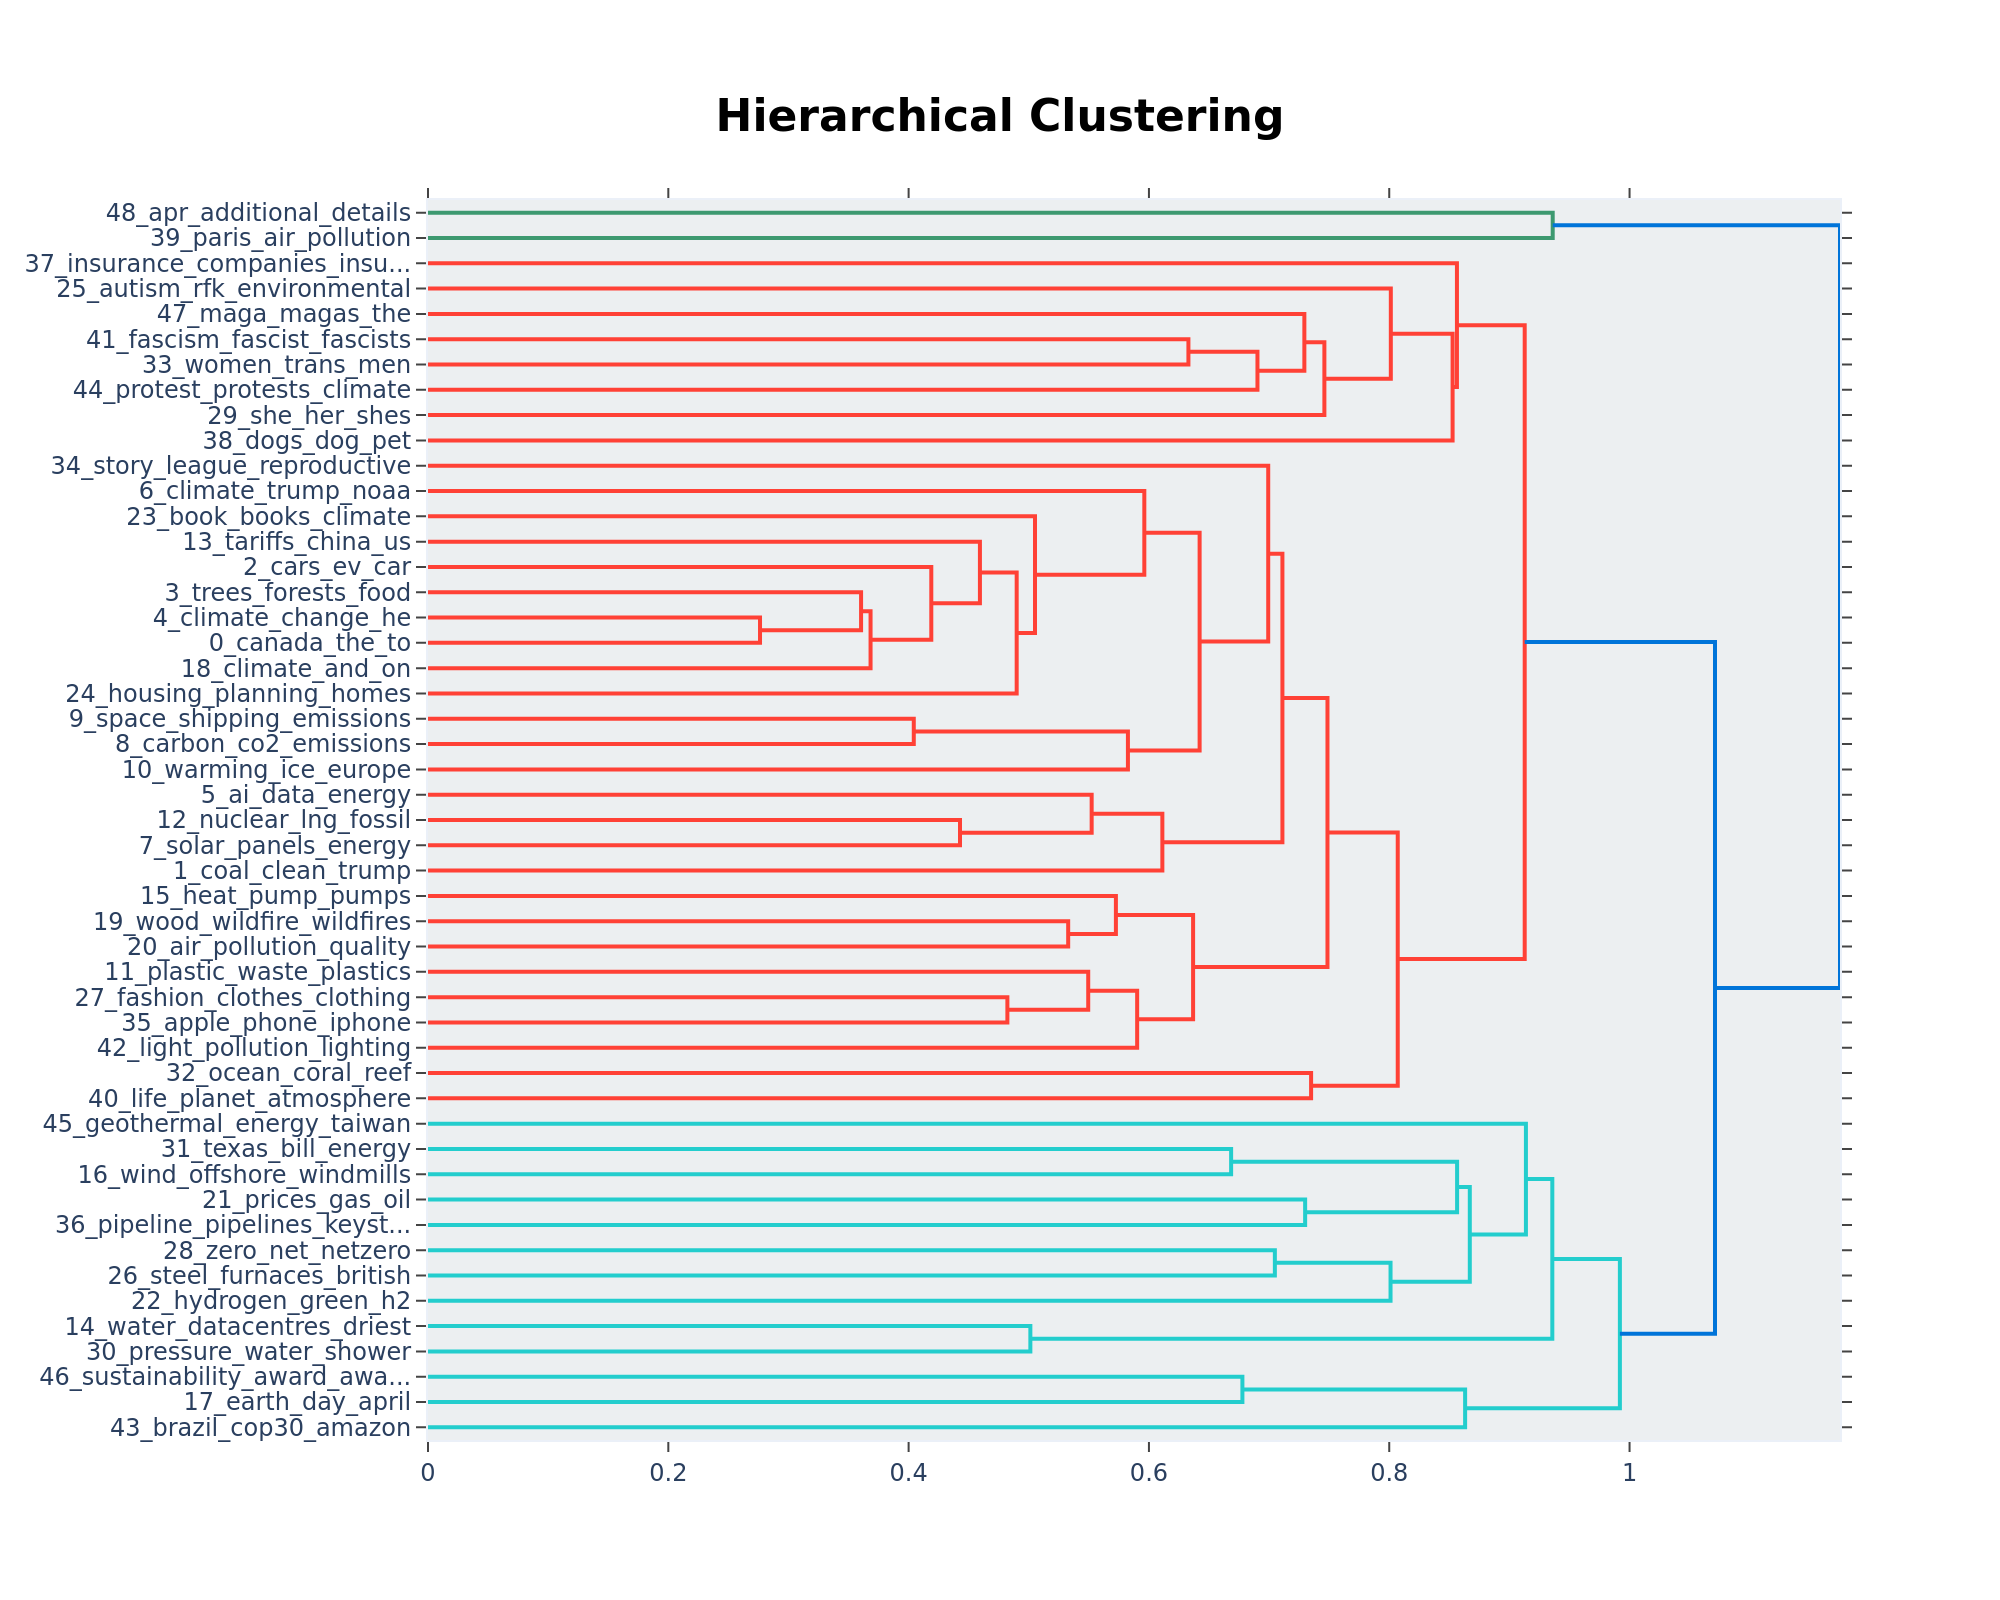 Hierarchical Clustering
48_apr_additional_details
39_paris_air_pollution
37_insurance_companies_insu...
25_autism_rfk_environmental
47_maga_magas_the
41_fascism_fascist_fascists
33_women_trans_men
44_protest_protests_climate
29_she_her_shes
38_dogs_dog_pet
34_story_league_reproductive
6_climate_trump_noaa
23_book_books_climate
13_tariffs_china_us
2_cars_ev_car
3_trees_forests_food
4_climate_change_he
0_canada_the_to
18_climate_and_on
24_housing_planning_homes
9_space_shipping_emissions
8_carbon_co2_emissions
10_warming_ice_europe
5_ai_data_energy
12_nuclear_lng_fossil
7_solar_panels_energy
1_coal_clean_trump
15_heat_pump_pumps
19_wood_wildfire_wildfires
20_air_pollution_quality
11_plastic_waste_plastics
27_fashion_clothes_clothing
35_apple_phone_iphone
42_light_pollution_lighting
32_ocean_coral_reef
40_life_planet_atmosphere
45_geothermal_energy_taiwan
31_texas_bill_energy
16_wind_offshore_windmills
21_prices_gas_oil
36_pipeline_pipelines_keyst...
28_zero_net_netzero
26_steel_furnaces_british
22_hydrogen_green_h2
14_water_datacentres_driest
30_pressure_water_shower
46_sustainability_award_awa...
17_earth_day_april
43_brazil_cop30_amazon
0 0.2 0.4 0.6 0.8 1